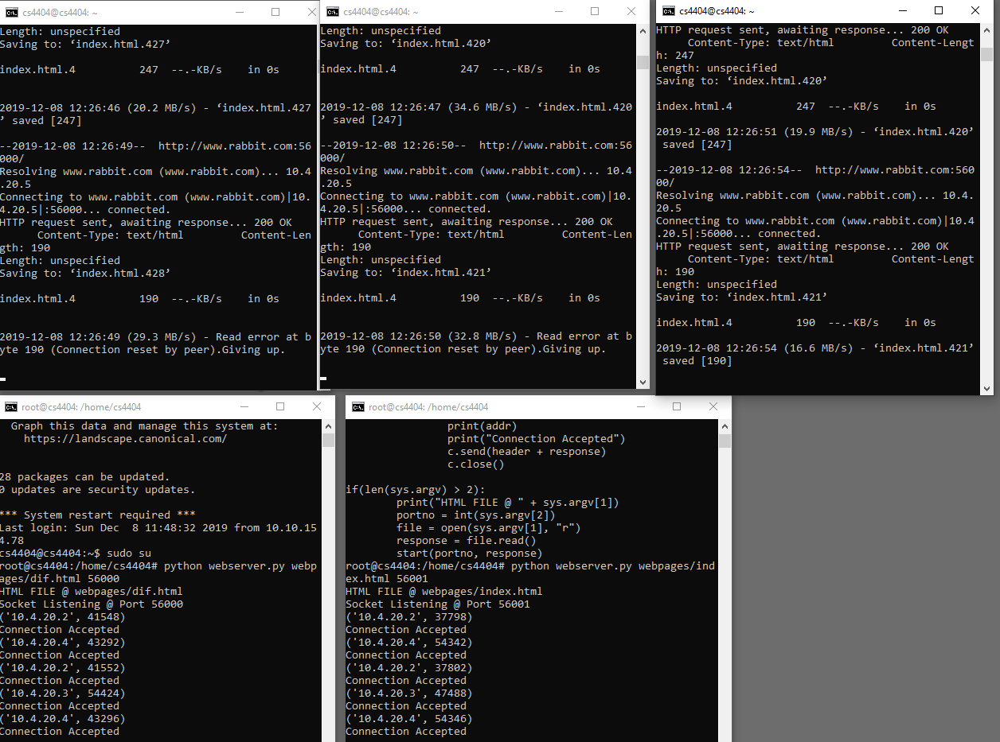 cs4404@cs4404: ~
Length: unspecified
Saving to: ‘index.html.427’
index.html.4          247  --.-KB/s    in 0s
2019-12-08 12:26:46 (20.2 MB/s) - ‘index.html.427
’ saved [247]
--2019-12-08 12:26:49--  http://www.rabbit.com:56
000/
Resolving www.rabbit.com (www.rabbit.com)... 10.4
.20.5
Connecting to www.rabbit.com (www.rabbit.com)|10.
4.20.5|:56000... connected.
HTTP request sent, awaiting response... 200 OK
      Content-Type: text/html         Content-Len
gth: 190
Length: unspecified
Saving to: ‘index.html.428’
index.html.4          190  --.-KB/s    in 0s
2019-12-08 12:26:49 (29.3 MB/s) - Read error at b
yte 190 (Connection reset by peer).Giving up.
cs4404@cs4404: ~
Length: unspecified
Saving to: ‘index.html.420’
index.html.4          247  --.-KB/s    in 0s
2019-12-08 12:26:47 (34.6 MB/s) - ‘index.html.420
’ saved [247]
--2019-12-08 12:26:50--  http://www.rabbit.com:56
000/
Resolving www.rabbit.com (www.rabbit.com)... 10.4
.20.5
Connecting to www.rabbit.com (www.rabbit.com)|10.
4.20.5|:56000... connected.
HTTP request sent, awaiting response... 200 OK
      Content-Type: text/html         Content-Len
gth: 190
Length: unspecified
Saving to: ‘index.html.421’
index.html.4          190  --.-KB/s    in 0s
2019-12-08 12:26:50 (32.8 MB/s) - Read error at b
yte 190 (Connection reset by peer).Giving up.
cs4404@cs4404: ~
HTTP request sent, awaiting response... 200 OK
     Content-Type: text/html         Content-Lengt
h: 247
Length: unspecified
Saving to: ‘index.html.420’
index.html.4          247  --.-KB/s    in 0s
2019-12-08 12:26:51 (19.9 MB/s) - ‘index.html.420’
 saved [247]
--2019-12-08 12:26:54--  http://www.rabbit.com:560
00/
Resolving www.rabbit.com (www.rabbit.com)... 10.4.
20.5
Connecting to www.rabbit.com (www.rabbit.com)|10.4
.20.5|:56000... connected.
HTTP request sent, awaiting response... 200 OK
     Content-Type: text/html         Content-Lengt
h: 190
Length: unspecified
Saving to: ‘index.html.421’
index.html.4          190  --.-KB/s    in 0s
2019-12-08 12:26:54 (16.6 MB/s) - ‘index.html.421’
 saved [190]
root@cs4404: /home/cs4404
  Graph this data and manage this system at:
    https://landscape.canonical.com/
28 packages can be updated.
0 updates are security updates.
*** System restart required ***
Last login: Sun Dec  8 11:48:32 2019 from 10.10.15
4.78
cs4404@cs4404:~$ sudo su
root@cs4404:/home/cs4404# python webserver.py webp
ages/dif.html 56000
HTML FILE @ webpages/dif.html
Socket Listening @ Port 56000
('10.4.20.2', 41548)
Connection Accepted
('10.4.20.4', 43292)
Connection Accepted
('10.4.20.2', 41552)
Connection Accepted
('10.4.20.3', 54424)
Connection Accepted
('10.4.20.4', 43296)
Connection Accepted
root@cs4404: /home/cs4404
                print(addr)
                print("Connection Accepted")
                c.send(header + response)
                c.close()
if(len(sys.argv) > 2):
        print("HTML FILE @ " + sys.argv[1])
        portno = int(sys.argv[2])
        file = open(sys.argv[1], "r")
        response = file.read()
        start(portno, response)
root@cs4404:/home/cs4404# python webserver.py webpages/ind
ex.html 56001
HTML FILE @ webpages/index.html
Socket Listening @ Port 56001
('10.4.20.2', 37798)
Connection Accepted
('10.4.20.4', 54342)
Connection Accepted
('10.4.20.2', 37802)
Connection Accepted
('10.4.20.3', 47488)
Connection Accepted
('10.4.20.4', 54346)
Connection Accepted